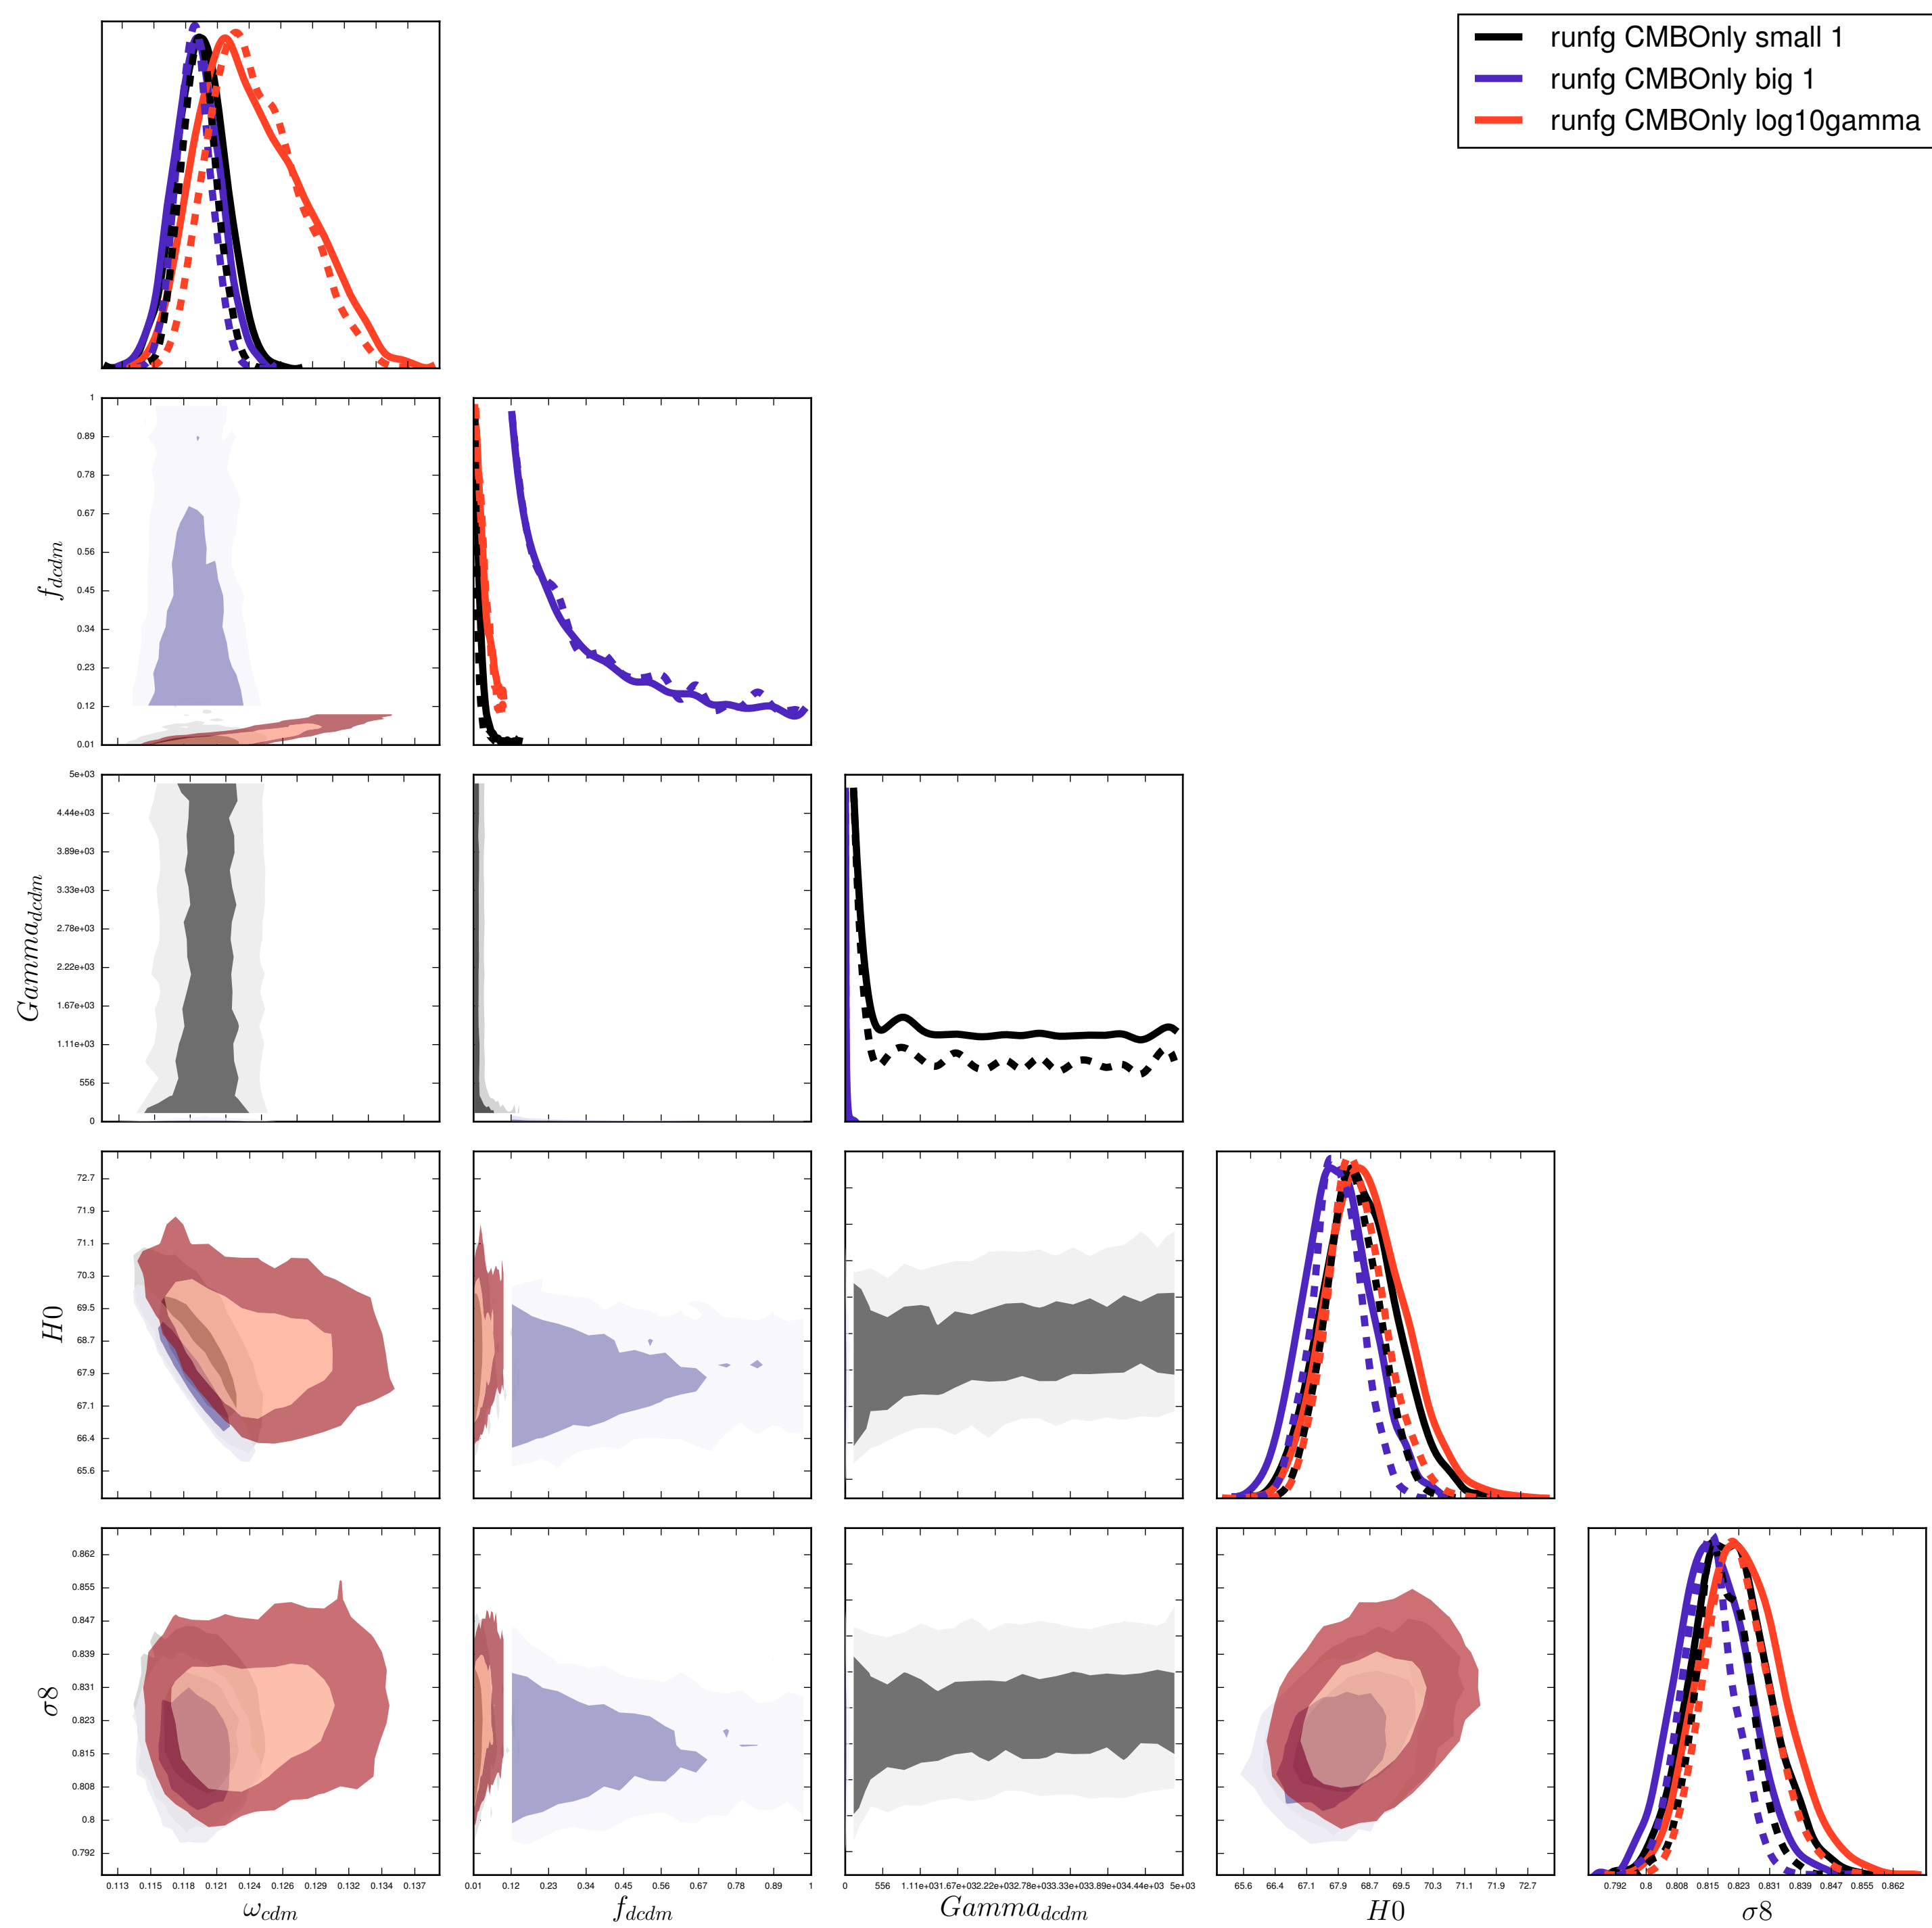 runfg CMBOnly small 1
runfg CMBOnly big 1
runfg CMBOnly log10gamma
1
0.89
0.78
0.67
0.56
0.45
0.34
0.23
0.12
0.01
f_dcdm
5e+03
4.44e+03
3.89e+03
3.33e+03
2.78e+03
2.22e+03
1.67e+03
1.11e+03
556
0
Gamma_dcdm
72.7
71.9
71.1
70.3
69.5
68.7
67.9
67.1
66.4
65.6
H0
0.862
0.855
0.847
0.839
0.831
0.823
0.815
0.808
0.8
0.792
σ8
0.113 0.115 0.118 0.121 0.124 0.126 0.129 0.132 0.134 0.137
ω_cdm
0.01 0.12 0.23 0.34 0.45 0.56 0.67 0.78 0.89 1
f_dcdm
0 556 1.11e+03 1.67e+03 2.22e+03 2.78e+03 3.33e+03 3.89e+03 4.44e+03 5e+03
Gamma_dcdm
65.6 66.4 67.1 67.9 68.7 69.5 70.3 71.1 71.9 72.7
H0
0.792 0.8 0.808 0.815 0.823 0.831 0.839 0.847 0.855 0.862
σ8